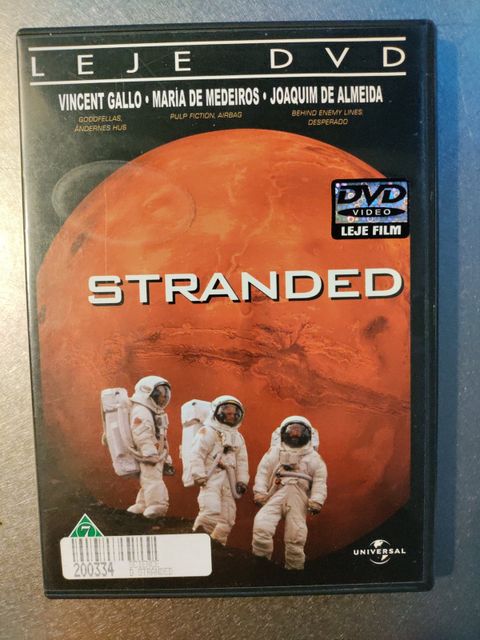 LEJE DVD
VINCENT GALLO • MARÍA DE MEDEIROS • JOAQUIM DE ALMEIDA
GOODFELLAS, ÅNDERNES HUS
PULP FICTION, AIRBAG
BEHIND ENEMY LINES, DESPERADO
DVD
VIDEO
LEJE FILM
STRANDED
7
200334
D STRANDED
UNIVERSAL